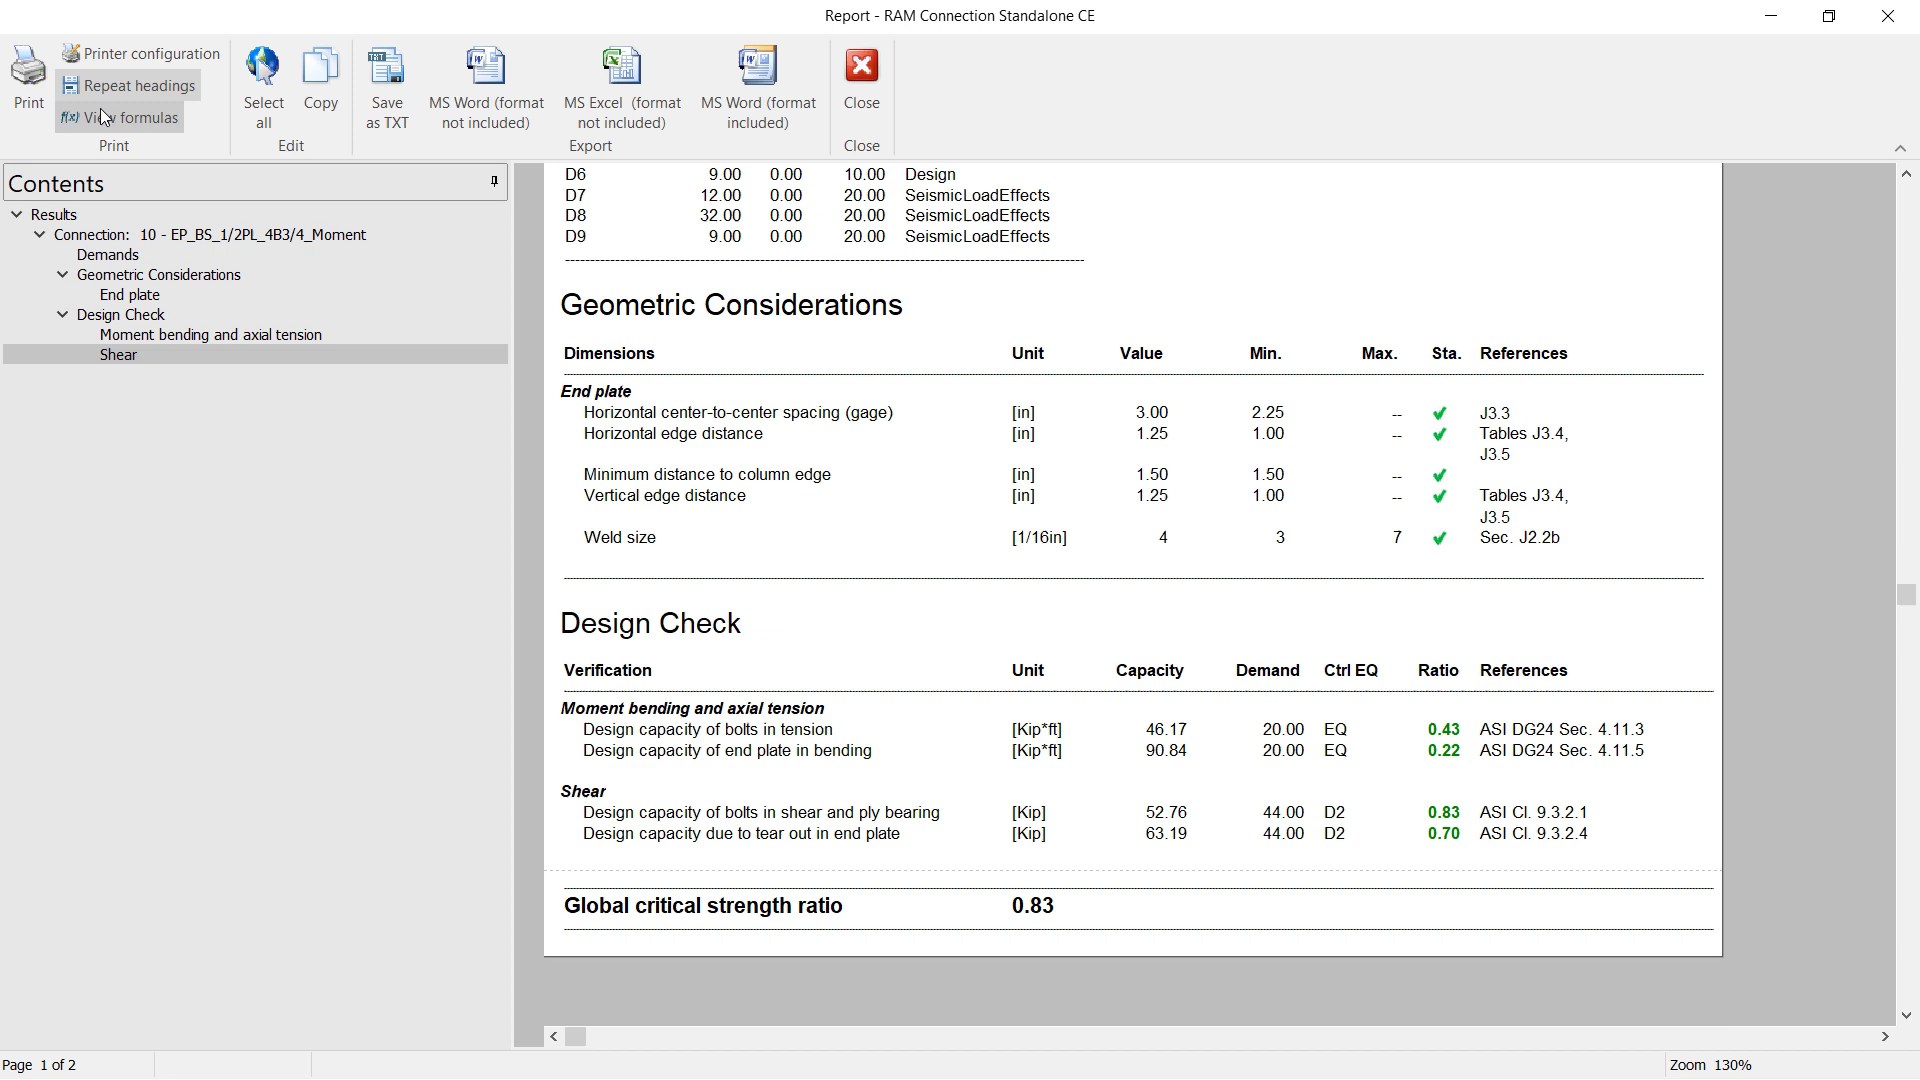 Report - RAM Connection Standalone CE
Print
Printer configuration
Repeat headings
f(x) View formulas
Print
Select all
Copy
Edit
Save as TXT
MS Word (format not included)
MS Excel (format not included)
MS Word (format included)
Export
Close
Close
Contents
Results
Connection: 10 - EP_BS_1/2PL_4B3/4_Moment
Demands
Geometric Considerations
End plate
Design Check
Moment bending and axial tension
Shear
D6 9.00 0.00 10.00 Design
D7 12.00 0.00 20.00 SeismicLoadEffects
D8 32.00 0.00 20.00 SeismicLoadEffects
D9 9.00 0.00 20.00 SeismicLoadEffects
Geometric Considerations
Dimensions Unit Value Min. Max. Sta. References
End plate
Horizontal center-to-center spacing (gage) [in] 3.00 2.25 -- ✔ J3.3
Horizontal edge distance [in] 1.25 1.00 -- ✔ Tables J3.4,
J3.5
Minimum distance to column edge [in] 1.50 1.50 -- ✔
Vertical edge distance [in] 1.25 1.00 -- ✔ Tables J3.4,
J3.5
Weld size [1/16in] 4 3 7 ✔ Sec. J2.2b
Design Check
Verification Unit Capacity Demand Ctrl EQ Ratio References
Moment bending and axial tension
Design capacity of bolts in tension [Kip*ft] 46.17 20.00 EQ 0.43 ASI DG24 Sec. 4.11.3
Design capacity of end plate in bending [Kip*ft] 90.84 20.00 EQ 0.22 ASI DG24 Sec. 4.11.5
Shear
Design capacity of bolts in shear and ply bearing [Kip] 52.76 44.00 D2 0.83 ASI Cl. 9.3.2.1
Design capacity due to tear out in end plate [Kip] 63.19 44.00 D2 0.70 ASI Cl. 9.3.2.4
Global critical strength ratio 0.83
Page 1 of 2
Zoom 130%